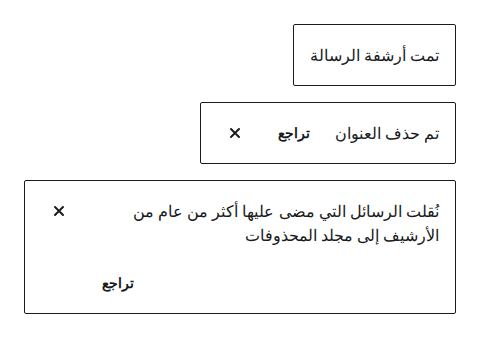 تمت أرشفة الرسالة
تم حذف العنوان تراجع
نُقلت الرسائل التي مضى عليها أكثر من عام من
الأرشيف إلى مجلد المحذوفات
تراجع